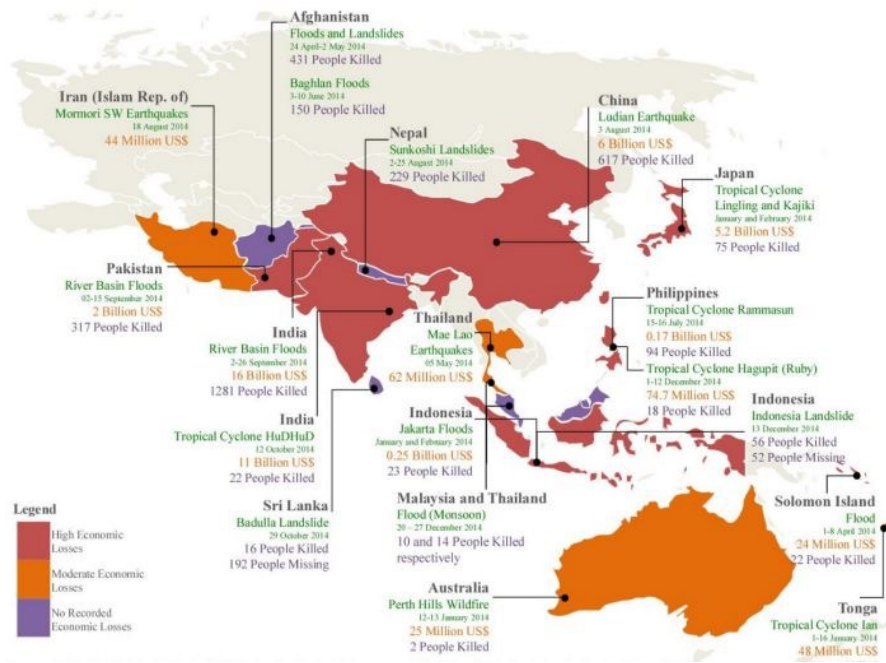 Afghanistan
Floods and Landslides
24 April-2 May 2014
431 People Killed
Baghlan Floods
3-10 June 2014
150 People Killed
Iran (Islam Rep. of)
Mormori SW Earthquakes
18 August 2014
44 Million US$
Nepal
Sunkoshi Landslides
2-25 August 2014
229 People Killed
China
Ludian Earthquake
3 August 2014
6 Billion US$
617 People Killed
Japan
Tropical Cyclone
Lingling and Kajiki
January and February 2014
5.2 Billion US$
75 People Killed
Pakistan
River Basin Floods
02-15 September 2014
2 Billion US$
317 People Killed
India
River Basin Floods
2-26 September 2014
16 Billion US$
1281 People Killed
Thailand
Mae Lao
Earthquakes
05 May 2014
62 Million US$
Philippines
Tropical Cyclone Rammasun
15-16 July 2014
0.17 Billion US$
94 People Killed
Tropical Cyclone Hagupit (Ruby)
1-12 December 2014
74.7 Million US$
18 People Killed
India
Tropical Cyclone HuDHuD
12 October 2014
11 Billion US$
22 People Killed
Indonesia
Jakarta Floods
January and February 2014
0.25 Billion US$
23 People Killed
Indonesia
Indonesia Landslide
13 December 2014
56 People Killed
52 People Missing
Sri Lanka
Badulla Landslide
29 October 2014
16 People Killed
192 People Missing
Malaysia and Thailand
Flood (Monsoon)
20 – 27 December 2014
10 and 14 People Killed
respectively
Solomon Island
Flood
1-8 April 2014
24 Million US$
22 People Killed
Australia
Perth Hills Wildfire
12-13 January 2014
25 Million US$
2 People Killed
Tonga
Tropical Cyclone Ian
1-16 January 2014
48 Million US$
Legend
High Economic
Losses
Moderate Economic
Losses
No Recorded
Economic Losses